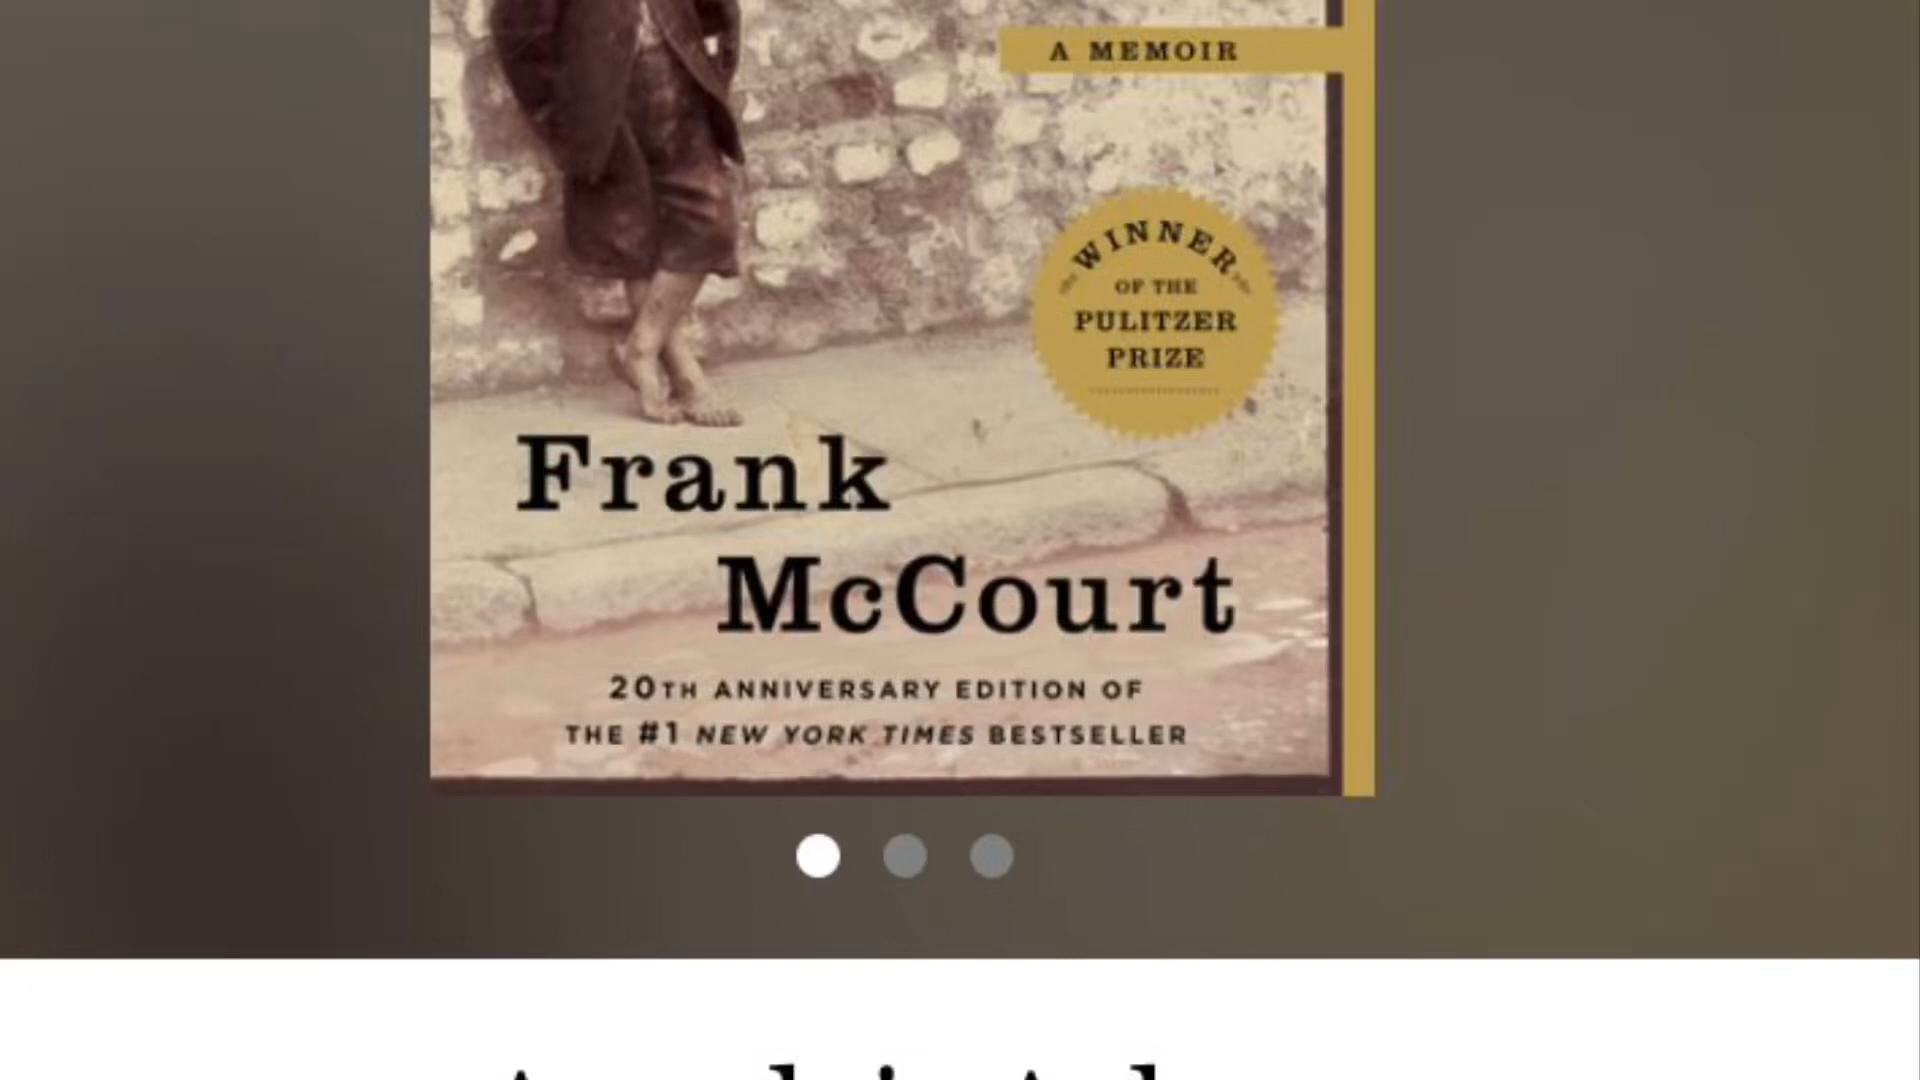 A MEMOIR
WINNER
OF THE
PULITZER
PRIZE
Frank
McCourt
20TH ANNIVERSARY EDITION OF
THE #1 NEW YORK TIMES BESTSELLER